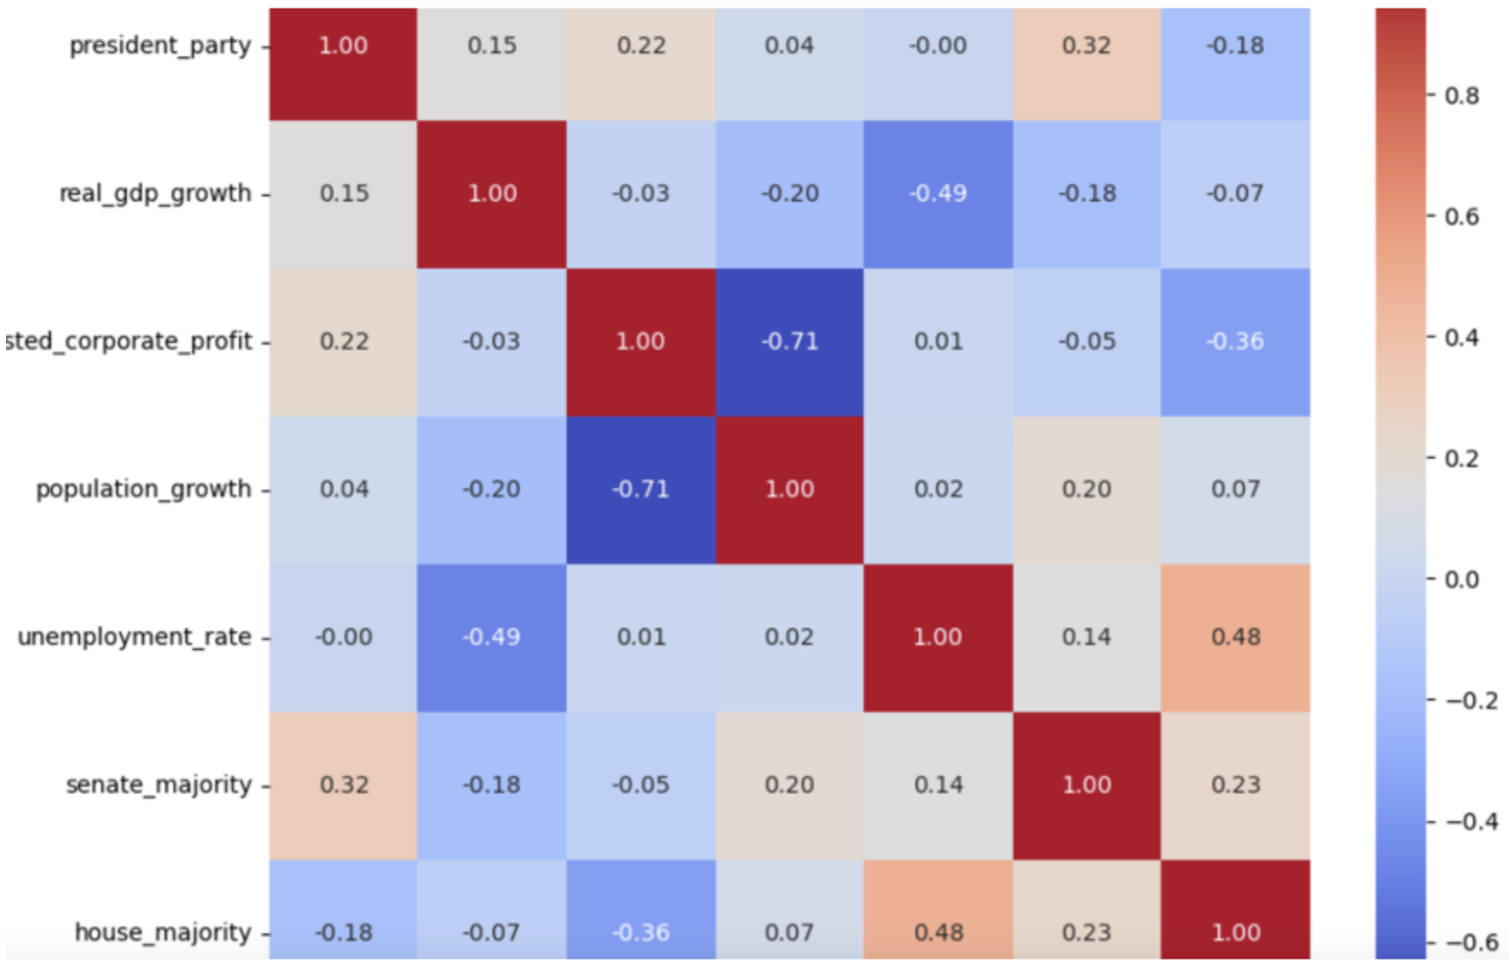 president_party 1.00 0.15 0.22 0.04 -0.00 0.32 -0.18
0.8
real_gdp_growth 0.15 1.00 -0.03 -0.20 -0.49 -0.18 -0.07
0.6
sted_corporate_profit 0.22 -0.03 1.00 -0.71 0.01 -0.05 -0.36
0.4
0.2
population_growth 0.04 -0.20 -0.71 1.00 0.02 0.20 0.07
0.0
unemployment_rate -0.00 -0.49 0.01 0.02 1.00 0.14 0.48
−0.2
senate_majority 0.32 -0.18 -0.05 0.20 0.14 1.00 0.23
−0.4
house_majority -0.18 -0.07 -0.36 0.07 0.48 0.23 1.00
−0.6